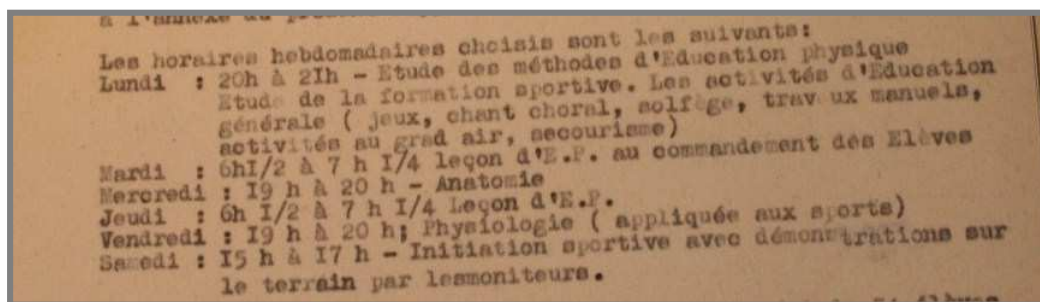 à l'annexe du
Les horaires hebdomadaires choisis sont les suivants:
Lundi : 20h à 2Ih - Etude des méthodes d'Education physique
Etude de la formation sportive. Les activités d'Education
générale ( jeux, chant choral, solfège, travaux manuels,
activités au grad air, secourisme)
Mardi : 6hI/2 à 7 h I/4 leçon d'E.P. au commandement des Elèves
Mercredi : I9 h à 20 h - Anatomie
Jeudi : 6h I/2 à 7 h I/4 Leçon d'E.P.
Vendredi : I9 h à 20 h; Physiologie ( appliquée aux sports)
Samedi : I5 h à I7 h - Initiation sportive avec démonstrations sur
le terrain par lesmoniteurs.